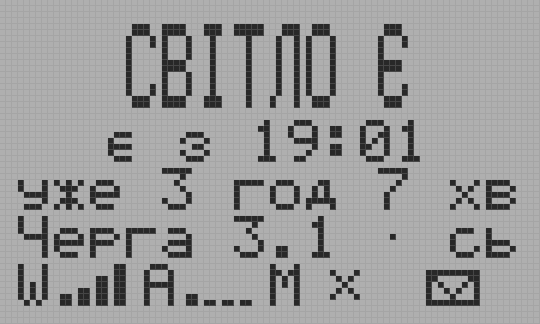 СВІТЛО Є
є з 19:01
уже 3 год 7 хв
Черга 3.1 · сь
W A M ×